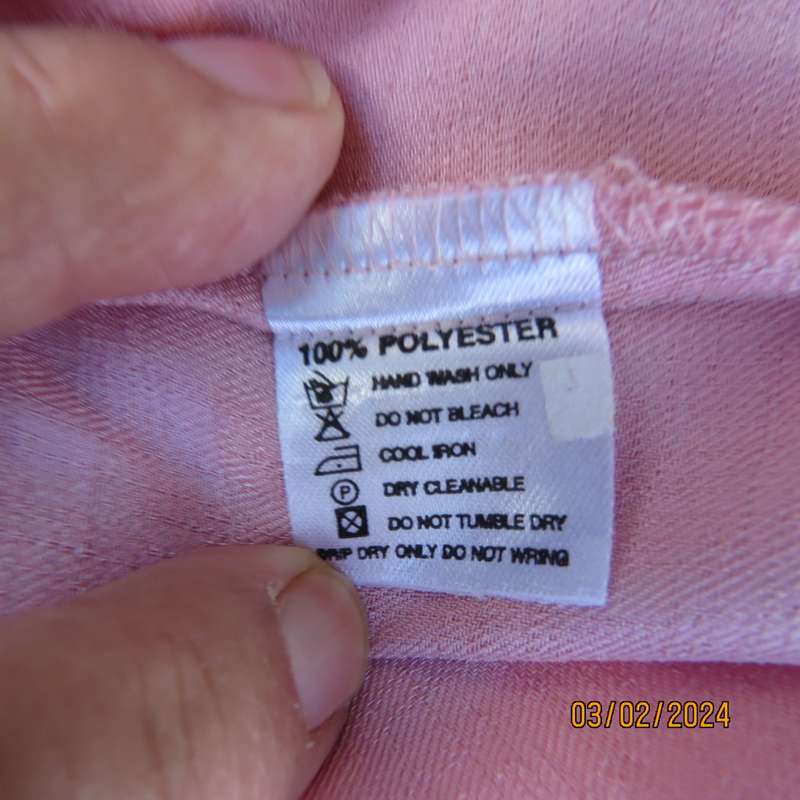 100% POLYESTER
HAND WASH ONLY
DO NOT BLEACH
COOL IRON
P DRY CLEANABLE
DO NOT TUMBLE DRY
DRIP DRY ONLY DO NOT WRING
03/02/2024